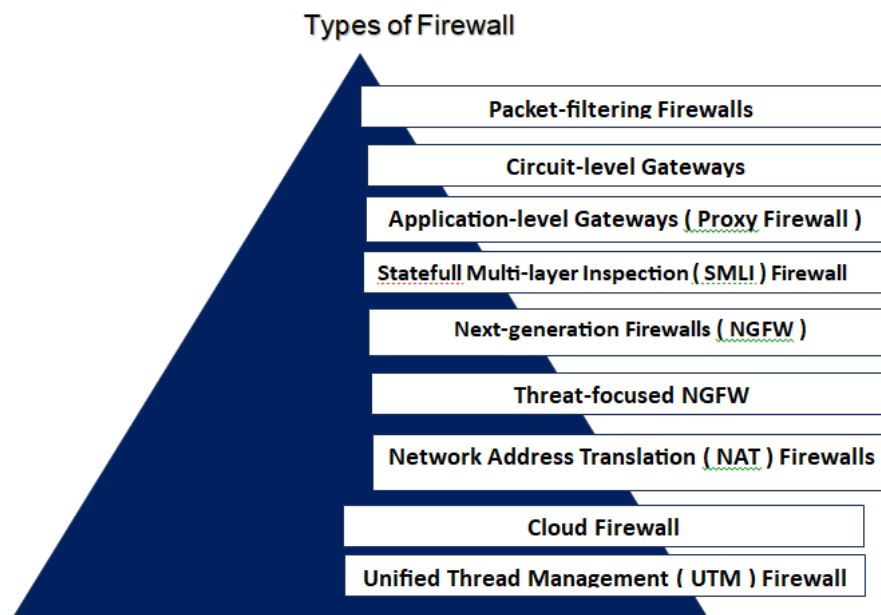 Types of Firewall
Packet-filtering Firewalls
Circuit-level Gateways
Application-level Gateways ( Proxy Firewall )
Statefull Multi-layer Inspection ( SMLI ) Firewall
Next-generation Firewalls ( NGFW )
Threat-focused NGFW
Network Address Translation ( NAT ) Firewalls
Cloud Firewall
Unified Thread Management ( UTM ) Firewall